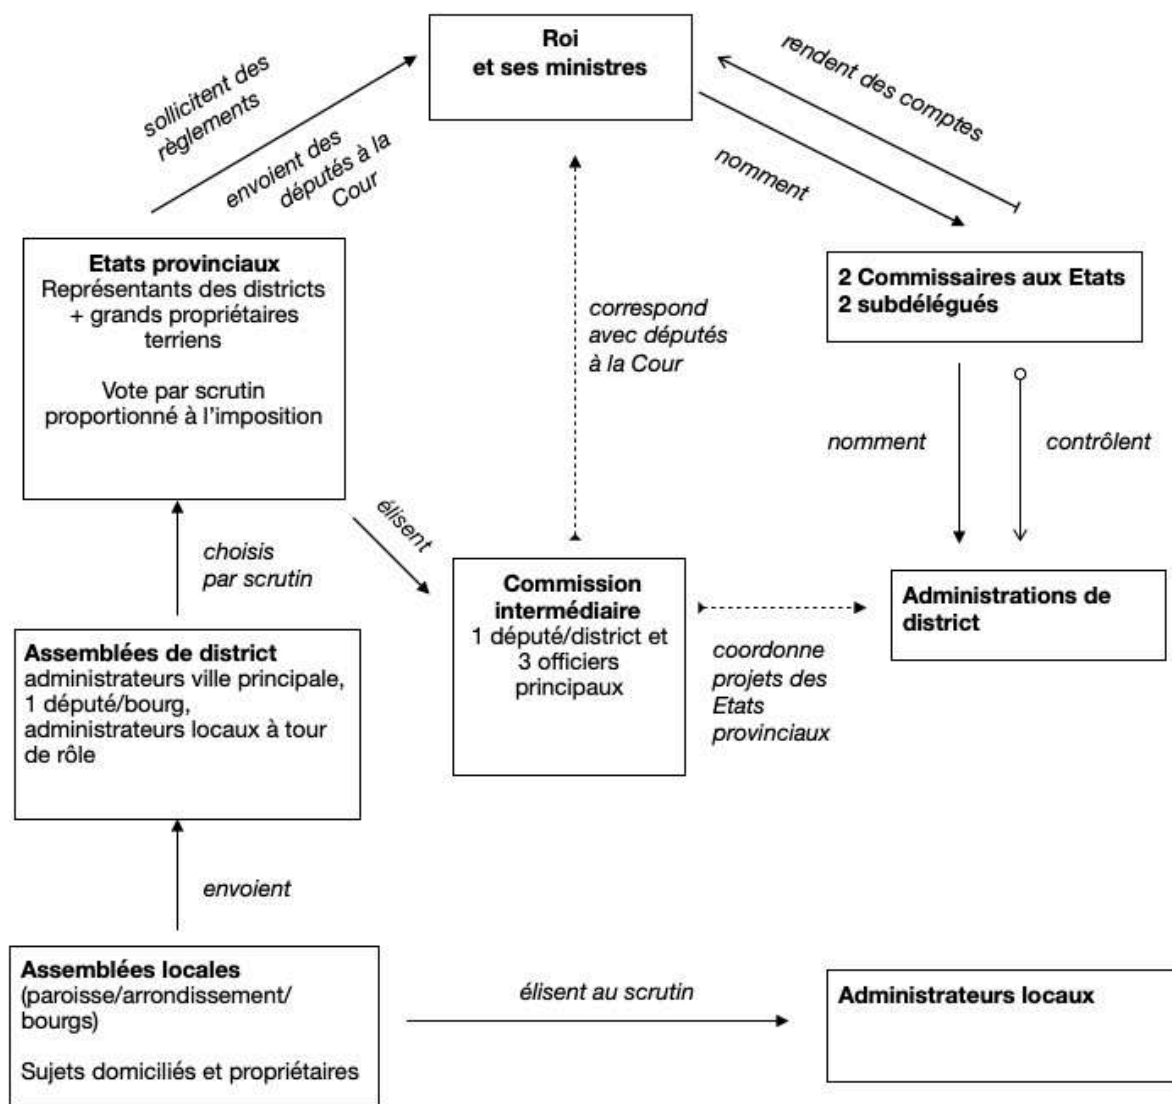 Roi
et ses ministres
sollicitent des
règlements
envoient des
députés à la
Cour
rendent des comptes
nomment
Etats provinciaux
Représentants des districts
+ grands propriétaires
terriens
Vote par scrutin
proportionné à l'imposition
correspond
avec députés
à la Cour
2 Commissaires aux Etats
2 subdélégués
nomment
contrôlent
élisent
choisis
par scrutin
Commission
intermédiaire
1 député/district et
3 officiers
principaux
coordonne
projets des
Etats
provinciaux
Administrations de
district
Assemblées de district
administrateurs ville principale,
1 député/bourg,
administrateurs locaux à tour
de rôle
envoient
Assemblées locales
(paroisse/arrondissement/
bourgs)
Sujets domiciliés et propriétaires
élisent au scrutin
Administrateurs locaux